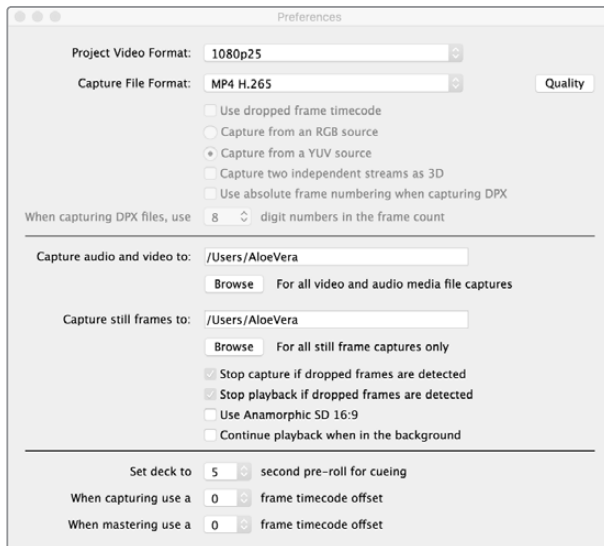 Preferences
Project Video Format: 1080p25
Capture File Format: MP4 H.265 Quality
Use dropped frame timecode
Capture from an RGB source
Capture from a YUV source
Capture two independent streams as 3D
Use absolute frame numbering when capturing DPX
When capturing DPX files, use 8 digit numbers in the frame count
Capture audio and video to: /Users/AloeVera
Browse For all video and audio media file captures
Capture still frames to: /Users/AloeVera
Browse For all still frame captures only
Stop capture if dropped frames are detected
Stop playback if dropped frames are detected
Use Anamorphic SD 16:9
Continue playback when in the background
Set deck to 5 second pre-roll for cueing
When capturing use a 0 frame timecode offset
When mastering use a 0 frame timecode offset